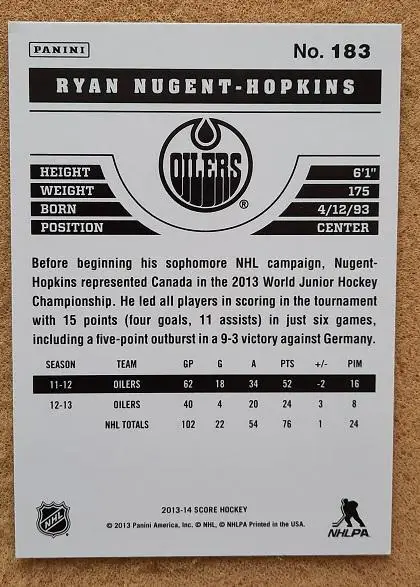 PANINI
No. 183
RYAN NUGENT-HOPKINS
OILERS
®
HEIGHT 6'1"
WEIGHT 175
BORN 4/12/93
POSITION CENTER
Before beginning his sophomore NHL campaign, Nugent-
Hopkins represented Canada in the 2013 World Junior Hockey
Championship. He led all players in scoring in the tournament
with 15 points (four goals, 11 assists) in just six games,
including a five-point outburst in a 9-3 victory against Germany.
SEASON TEAM GP G A PTS +/- PIM
11-12 OILERS 62 18 34 52 -2 16
12-13 OILERS 40 4 20 24 3 8
NHL TOTALS 102 22 54 76 1 24
2013-14 SCORE HOCKEY
© 2013 Panini America, Inc. © NHL, © NHLPA Printed in the USA.
NHL
NHLPA